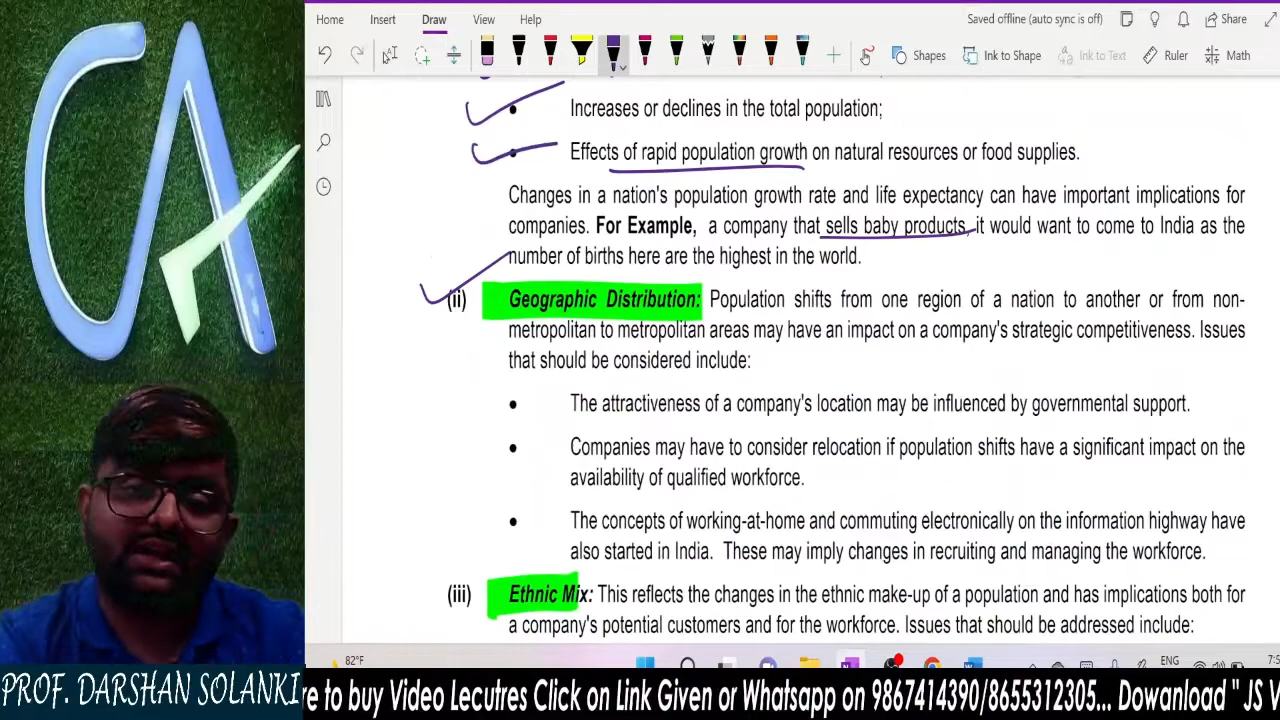 Home Insert Draw View Help Saved offline (auto sync is off) Share
Shapes Ink to Shape Ink to Text Ruler Math
• Increases or declines in the total population;
• Effects of rapid population growth on natural resources or food supplies.
Changes in a nation's population growth rate and life expectancy can have important implications for
companies. For Example, a company that sells baby products, it would want to come to India as the
number of births here are the highest in the world.
(ii) Geographic Distribution: Population shifts from one region of a nation to another or from non-
metropolitan to metropolitan areas may have an impact on a company's strategic competitiveness. Issues
that should be considered include:
• The attractiveness of a company's location may be influenced by governmental support.
• Companies may have to consider relocation if population shifts have a significant impact on the
availability of qualified workforce.
• The concepts of working-at-home and commuting electronically on the information highway have
also started in India. These may imply changes in recruiting and managing the workforce.
(iii) Ethnic Mix: This reflects the changes in the ethnic make-up of a population and has implications both for
a company's potential customers and for the workforce. Issues that should be addressed include:
CA
82°F ENG 7:5
PROF. DARSHAN SOLANKI
re to buy Video Lecutres Click on Link Given or Whatsapp on 9867414390/8655312305... Dowanload " JS V